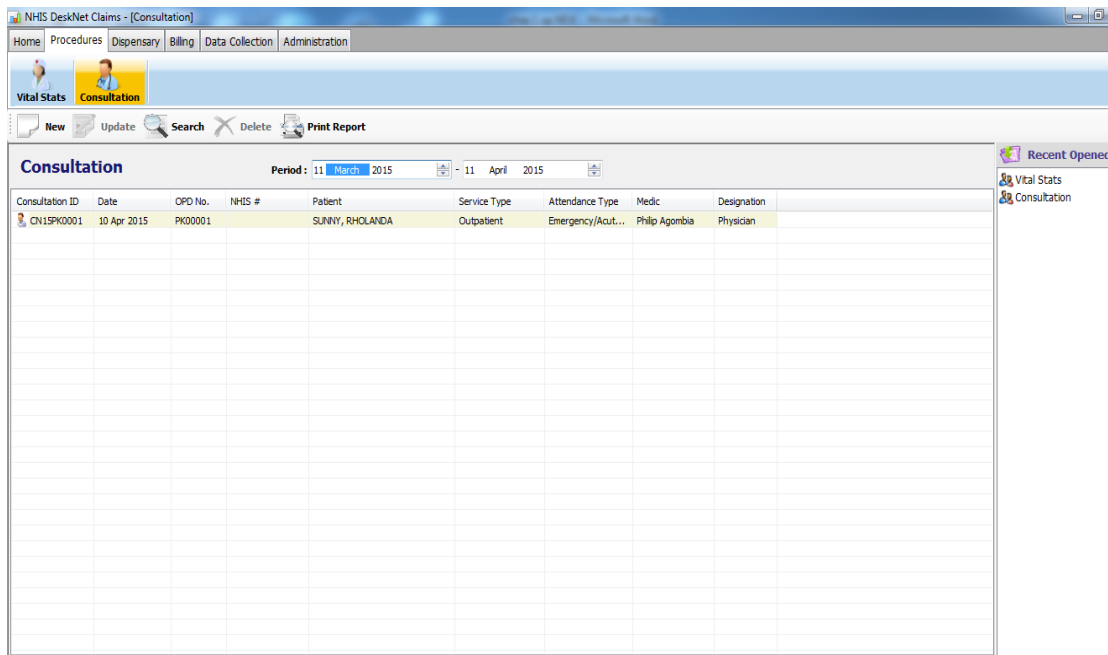 NHIS DeskNet Claims - [Consultation]
Home Procedures Dispensary Billing Data Collection Administration
Vital Stats Consultation
New Update Search Delete Print Report
Consultation Period : 11 March 2015 - 11 April 2015
Recent Opened
Vital Stats
Consultation
Consultation ID Date OPD No. NHIS # Patient Service Type Attendance Type Medic Designation
CN15PK0001 10 Apr 2015 PK00001 SUNNY, RHOLANDA Outpatient Emergency/Acut... Philip Agombia Physician